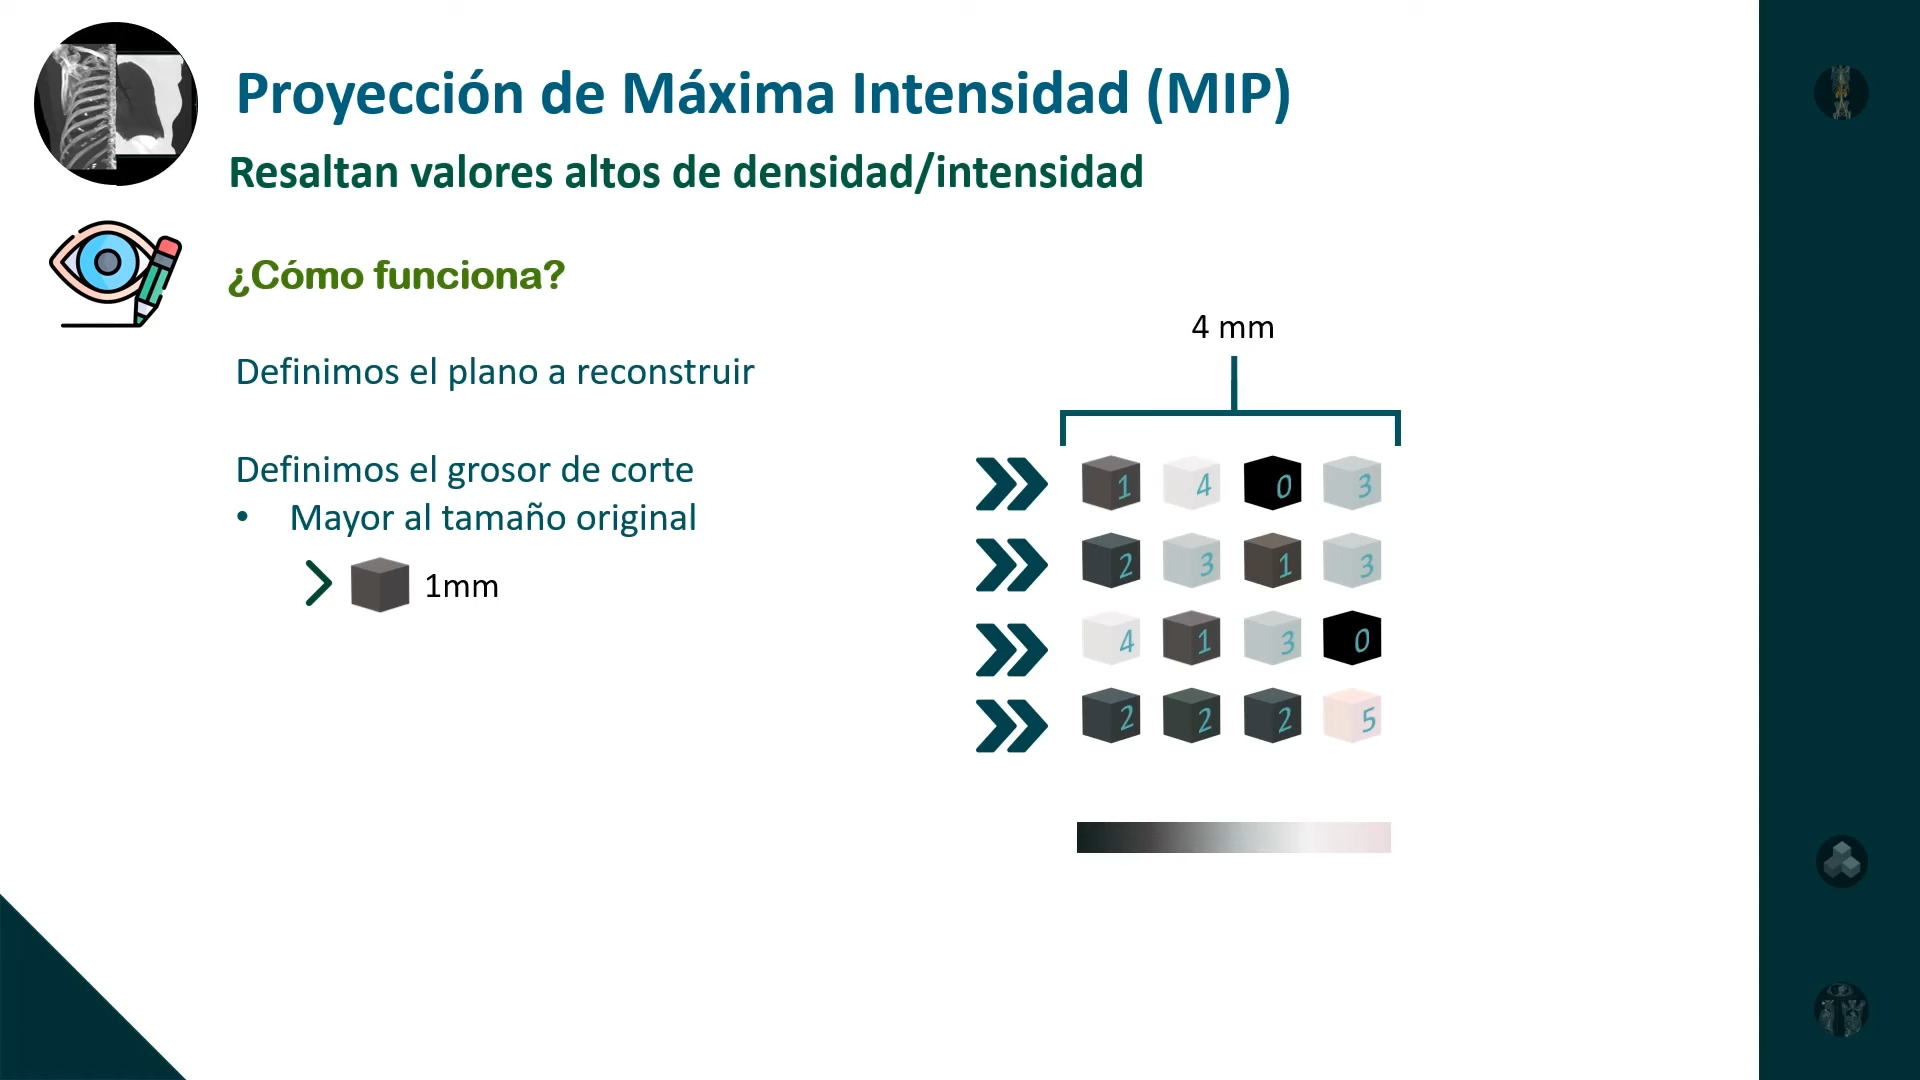 Proyección de Máxima Intensidad (MIP)
Resaltan valores altos de densidad/intensidad
¿Cómo funciona?
4 mm
Definimos el plano a reconstruir
Definimos el grosor de corte
• Mayor al tamaño original
1mm
1 4 0 3
2 3 1 3
4 1 3 0
2 2 2 5